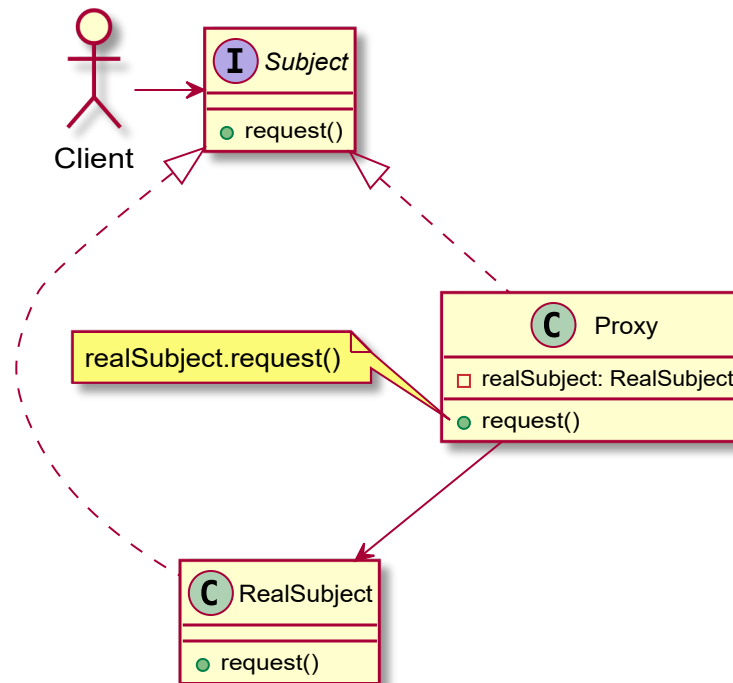 I Subject
request()
Client
C Proxy
realSubject: RealSubject
request()
realSubject.request()
C RealSubject
request()